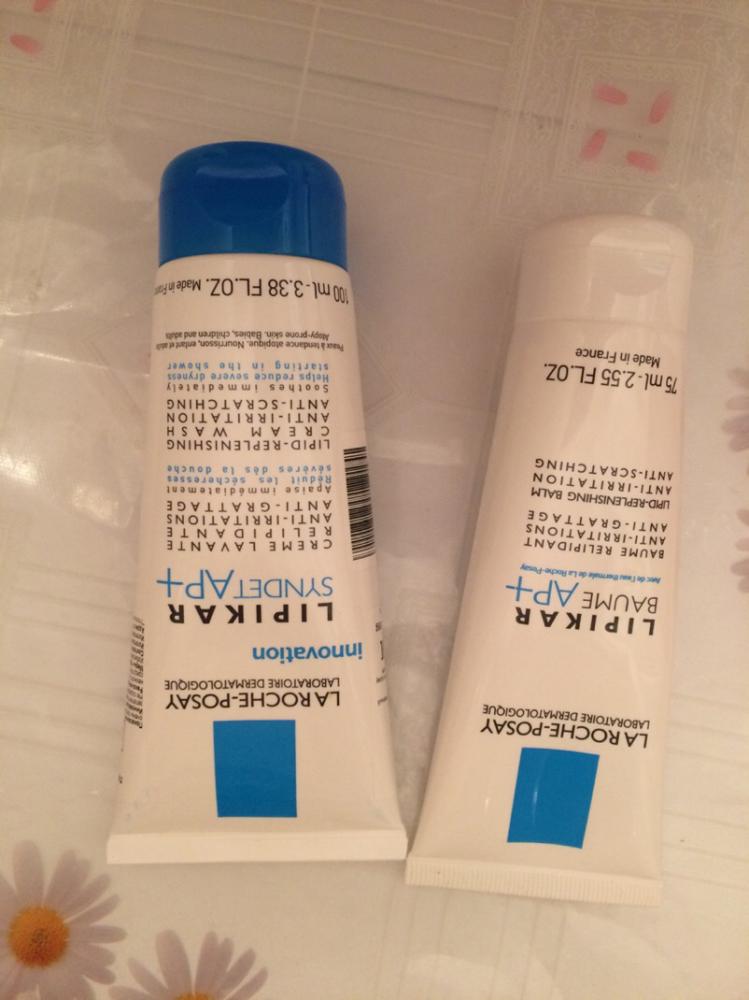 LA ROCHE-POSAY
LABORATOIRE DERMATOLOGIQUE
innovation
LIPIKAR
SYNDET AP+
CREME LAVANTE
RELIPIDANTE
ANTI-IRRITATIONS
ANTI-GRATTAGE
Apaise immédiatement
Réduit les sécheresses
sévères dès la douche
LIPID-REPLENISHING
CREAM WASH
ANTI-IRRITATION
ANTI-SCRATCHING
Soothes immediately
Helps reduce severe dryness
starting in the shower
Peaux à tendance atopique. Nourrisson, enfant et adulte
Atopy-prone skin. Babies, children and adults
100 ml - 3.38 FL.OZ. Made in
LA ROCHE-POSAY
LABORATOIRE DERMATOLOGIQUE
LIPIKAR
BAUME AP+
Avec de l'eau thermale de La Roche-Posay
BAUME RELIPIDANT
ANTI-IRRITATIONS
ANTI-GRATTAGE
LIPID-REPLENISHING BALM
ANTI-IRRITATION
ANTI-SCRATCHING
75 ml - 2.55 FL.OZ.
Made in France